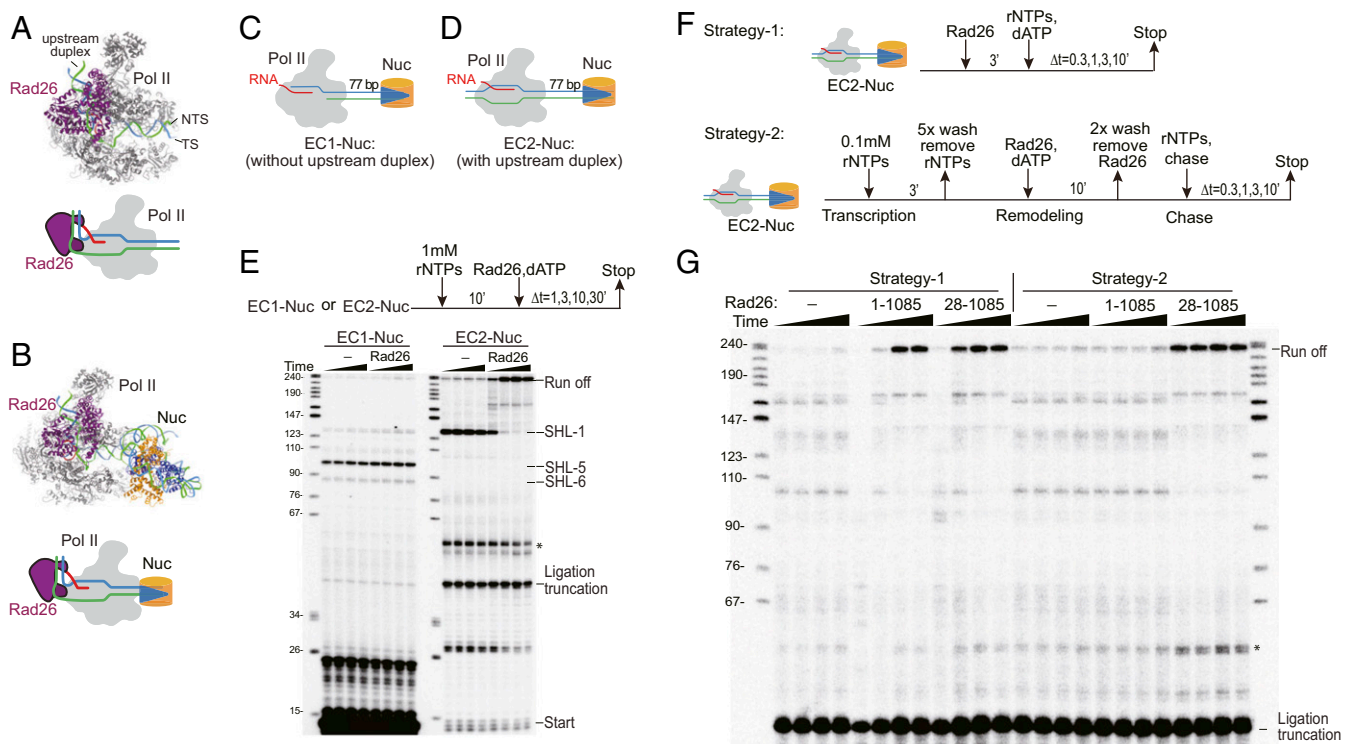 A
upstream
duplex
Pol II
Rad26
NTS
TS
Pol II
Rad26
B
Pol II
Rad26
Nuc
Pol II
Nuc
Rad26
C
Pol II
Nuc
RNA
77 bp
EC1-Nuc:
(without upstream duplex)
D
Pol II
Nuc
RNA
77 bp
EC2-Nuc:
(with upstream duplex)
E
1mM
rNTPs
Rad26,dATP
Stop
EC1-Nuc or EC2-Nuc
10'
Δt=1,3,10,30'
EC1-Nuc
EC2-Nuc
– Rad26
– Rad26
Time
240-
190-
147-
123-
110-
90-
76-
67-
34-
26-
15-
Run off
SHL-1
SHL-5
SHL-6
*
Ligation
truncation
Start
F
Strategy-1:
Rad26
rNTPs,
dATP
Stop
3'
Δt=0.3,1,3,10'
EC2-Nuc
Strategy-2:
0.1mM
rNTPs
5x wash
remove
rNTPs
Rad26,
dATP
2x wash
remove
Rad26
rNTPs,
chase
Stop
3'
10'
Δt=0.3,1,3,10'
EC2-Nuc
Transcription
Remodeling
Chase
G
Strategy-1
Strategy-2
Rad26: – 1-1085 28-1085 – 1-1085 28-1085
Time
240-
190-
147-
123-
110-
90-
76-
67-
Run off
*
Ligation
truncation